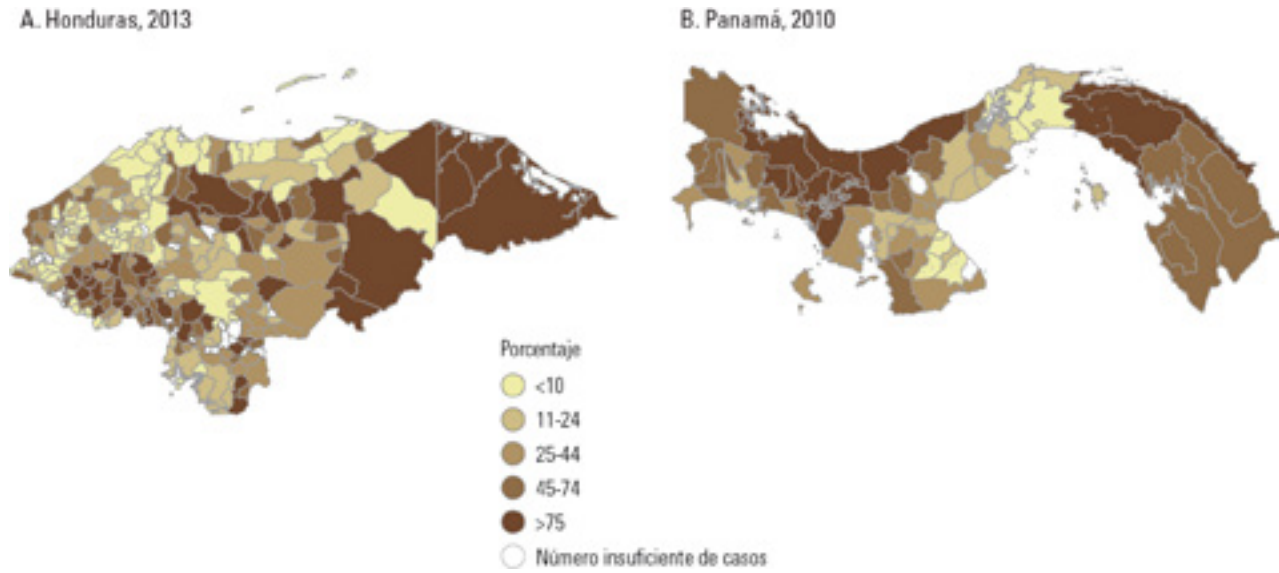 A. Honduras, 2013
B. Panamá, 2010
Porcentaje
<10
11-24
25-44
45-74
>75
Número insuficiente de casos